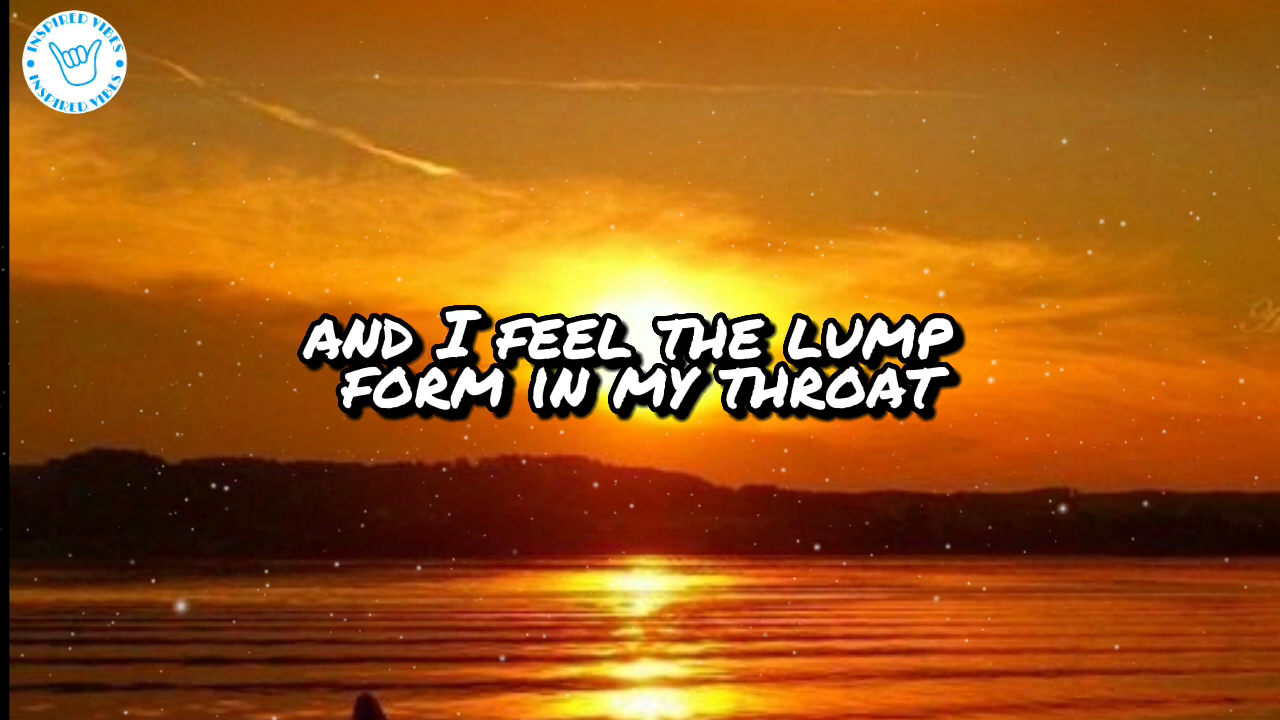 INSPIRED VIBES
INSPIRED VIBES
AND I FEEL THE LUMP
FORM IN MY THROAT